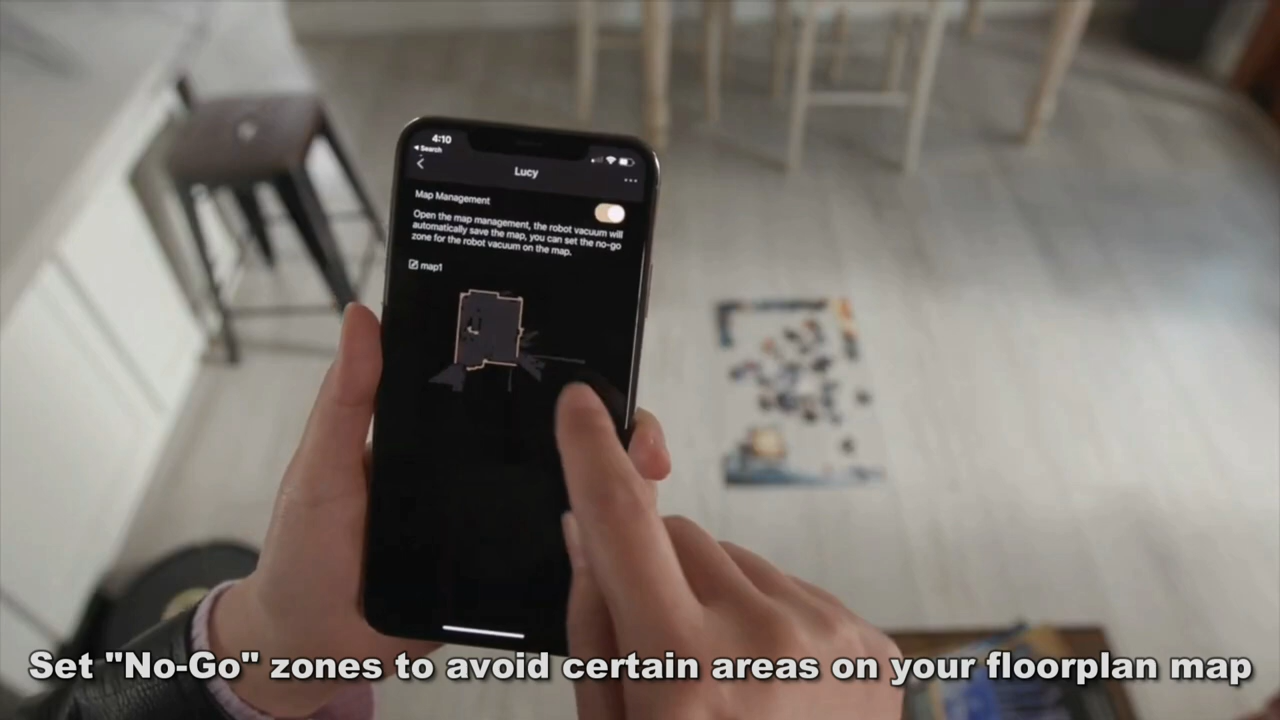 4:10
Search
Lucy
Map Management
Open the map management, the robot vacuum will
automatically save the map, you can set the no-go
zone for the robot vacuum on the map.
map1
Set "No-Go" zones to avoid certain areas on your floorplan map